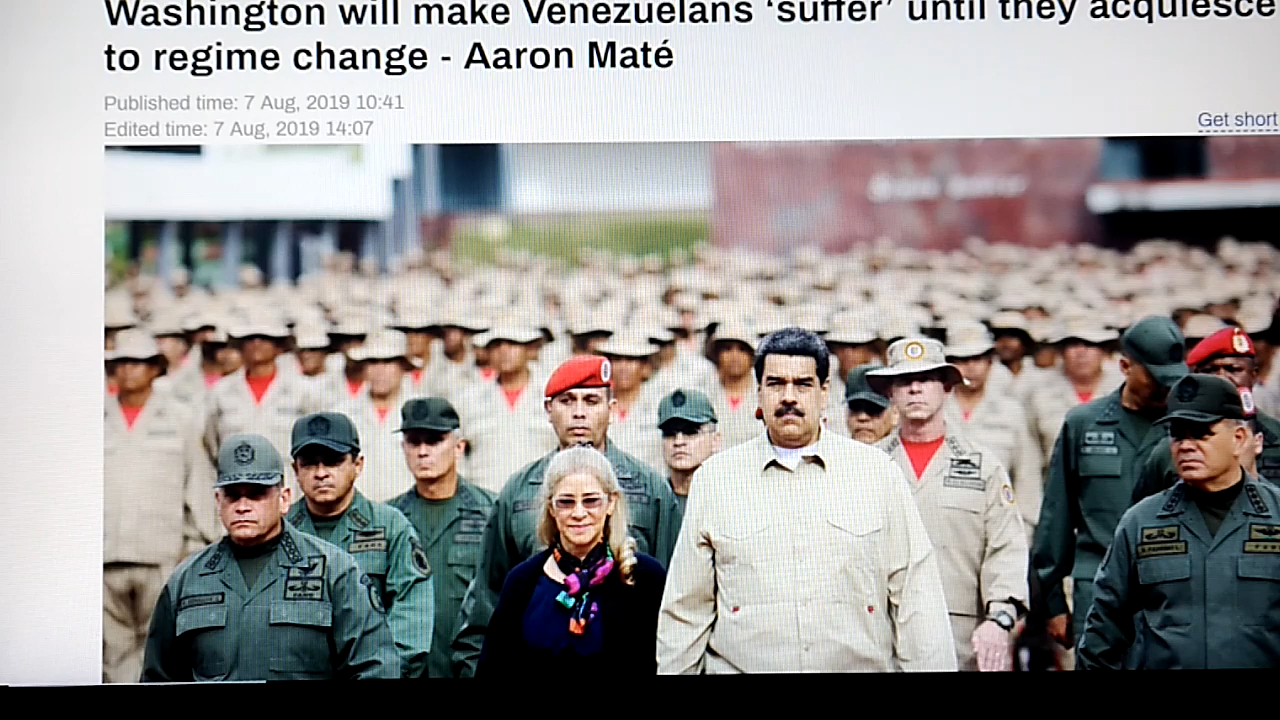 Washington will make Venezuelans ‘suffer’ until they acquiesce
to regime change - Aaron Maté
Published time: 7 Aug, 2019 10:41
Edited time: 7 Aug, 2019 14:07
Get short